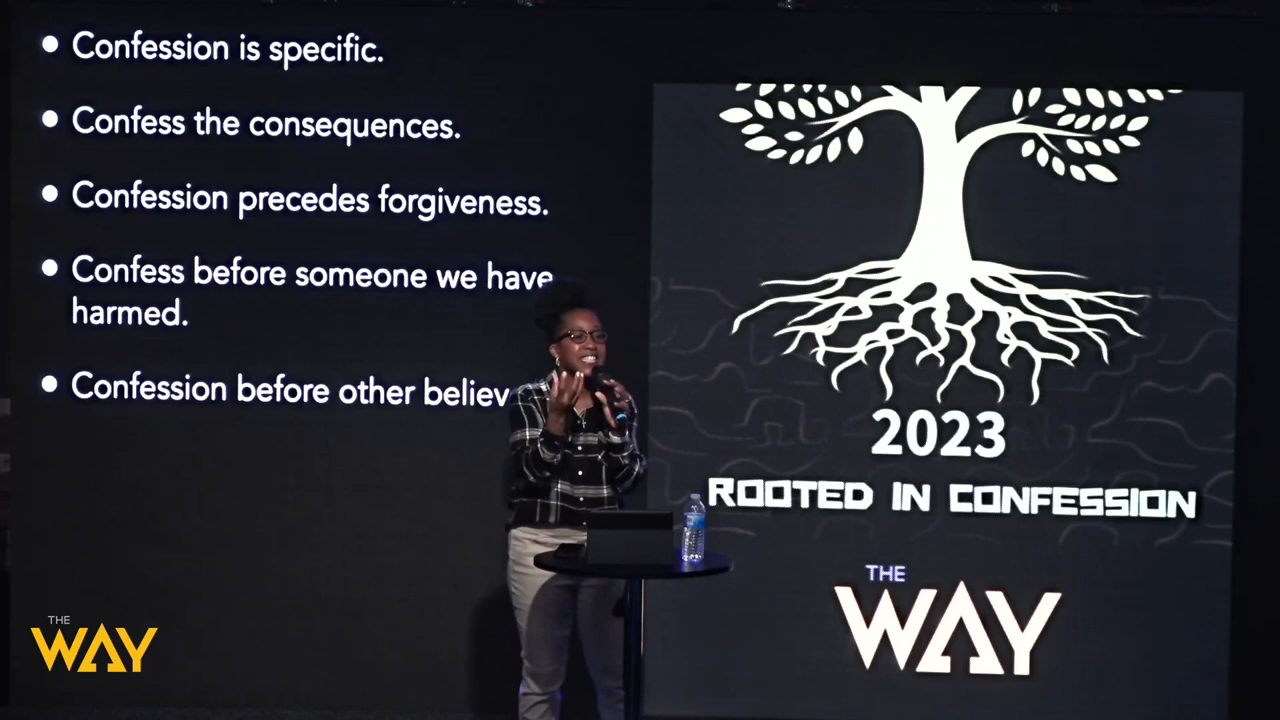 • Confession is specific.
• Confess the consequences.
• Confession precedes forgiveness.
• Confess before someone we have
harmed.
• Confession before other
2023
ROOTED IN CONFESSION
THE
WAY
THE
WAY